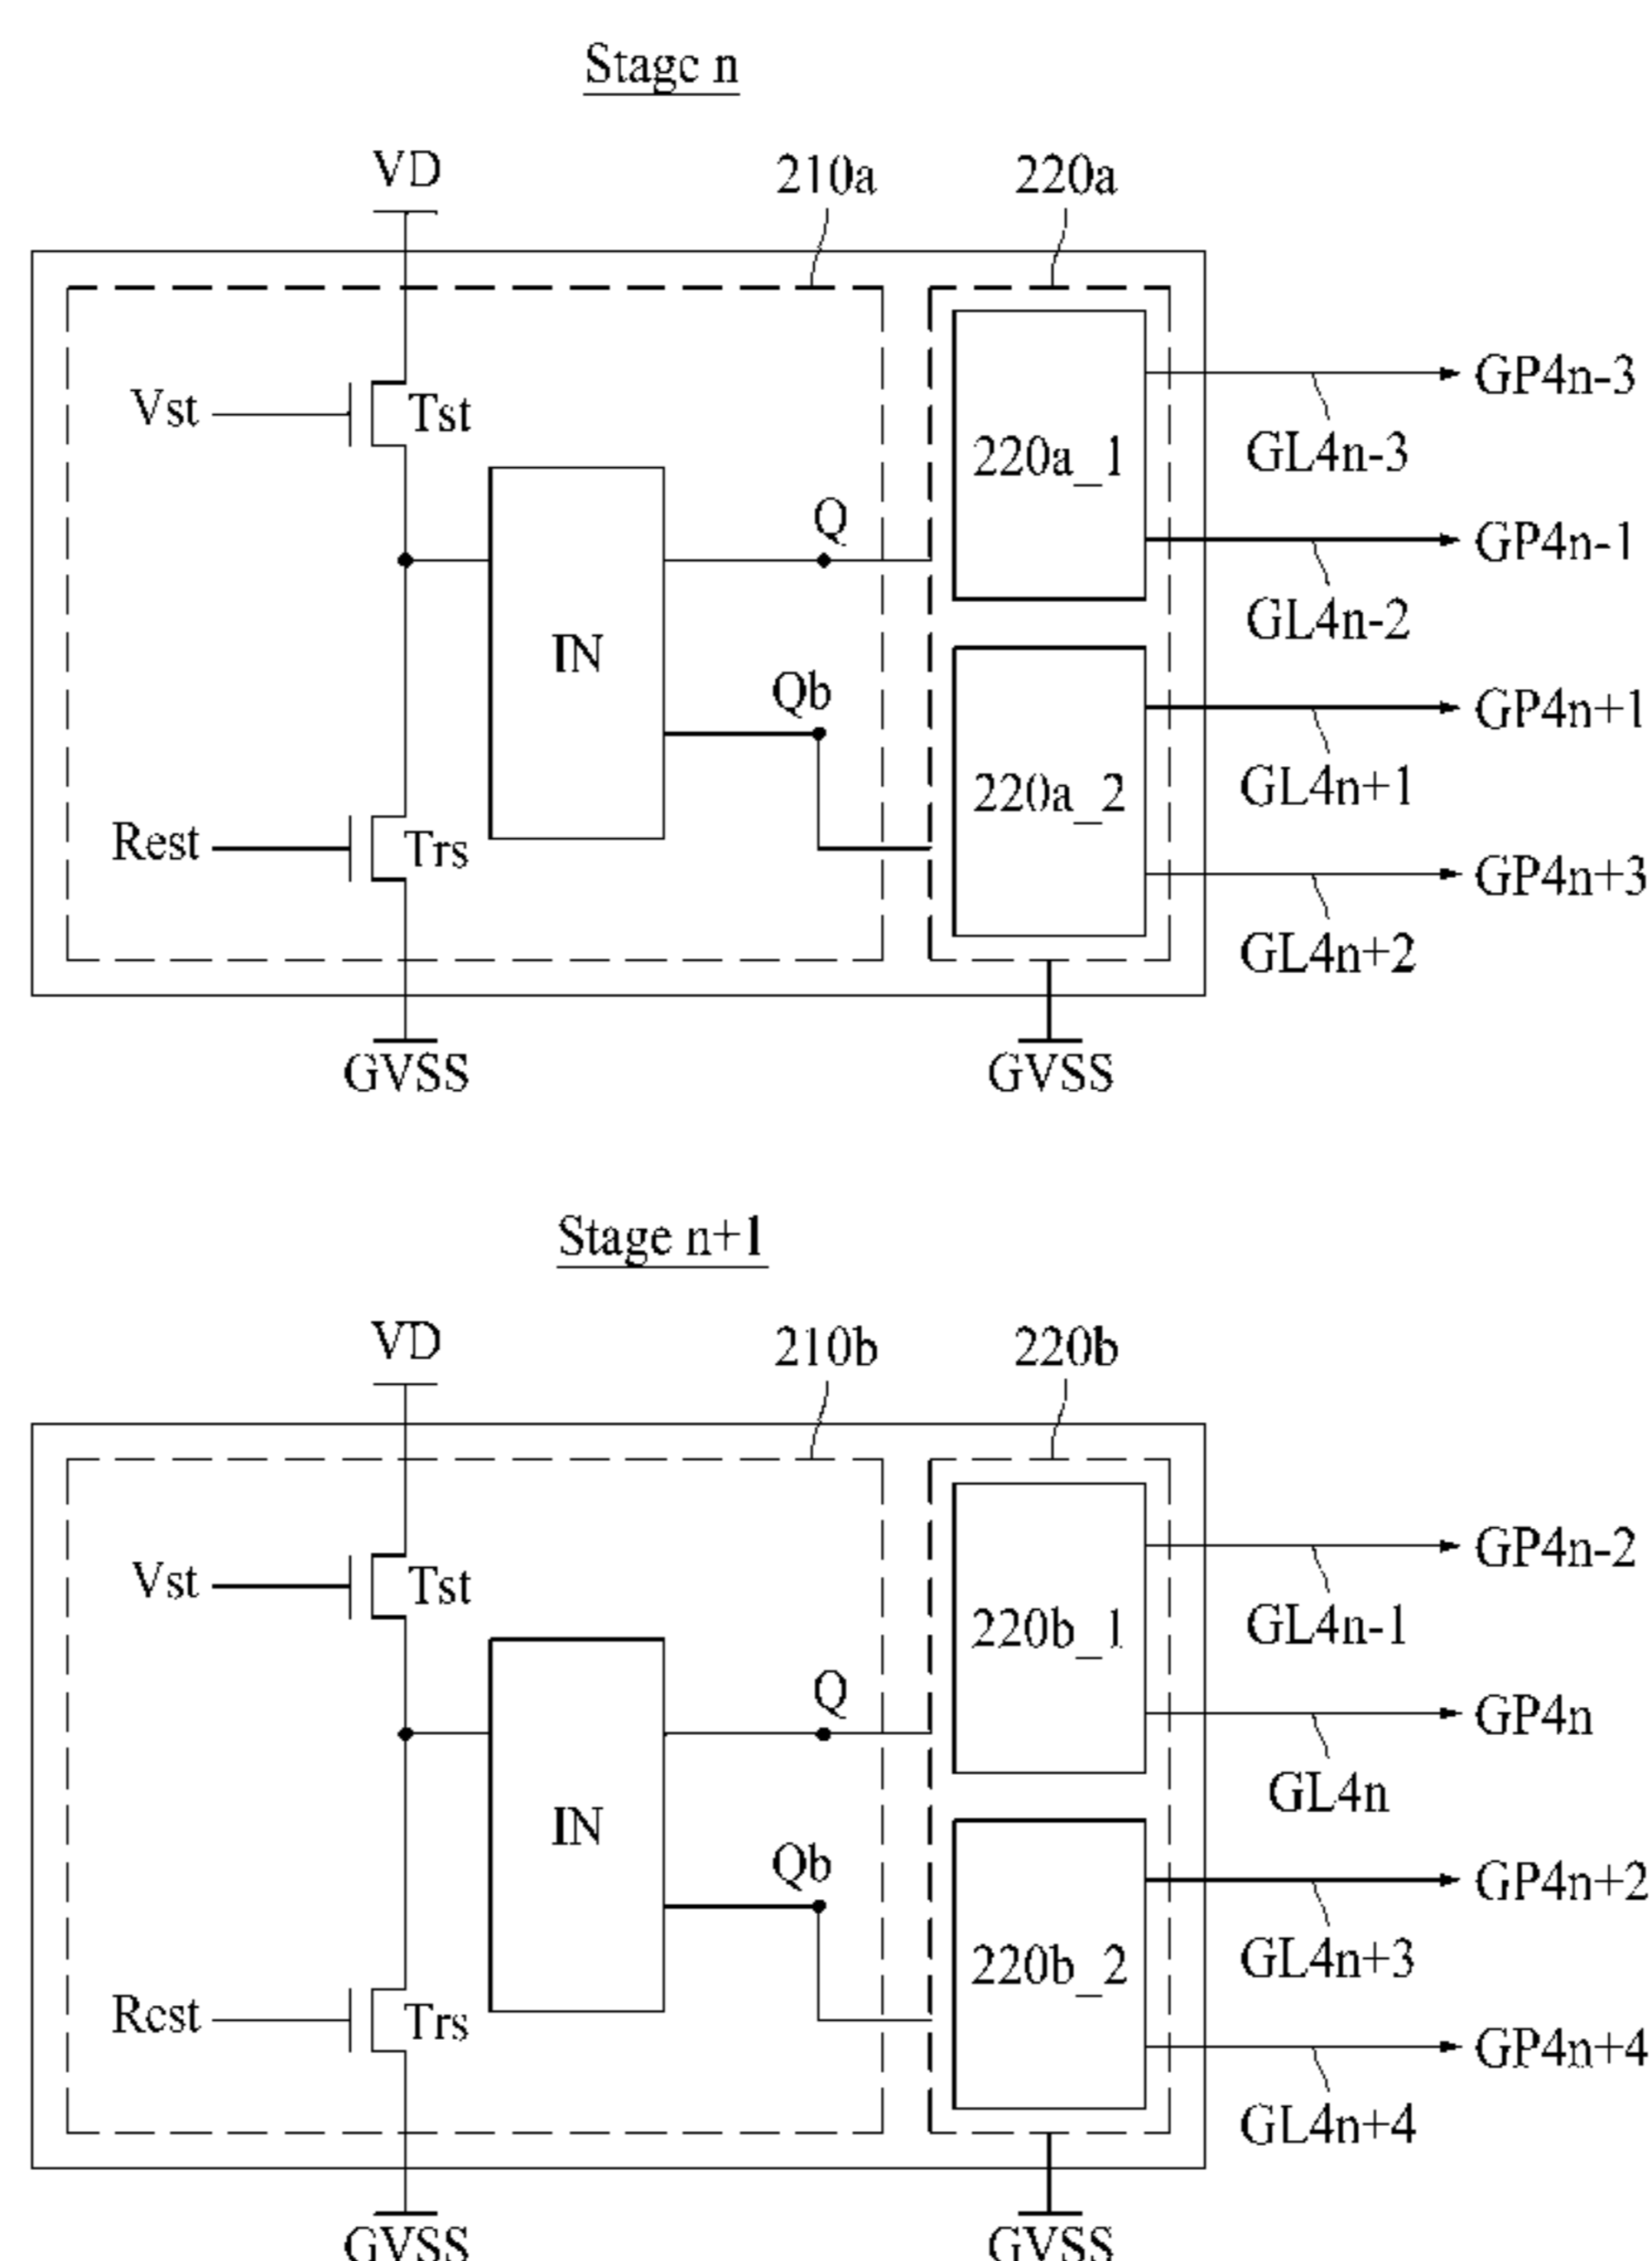 Stagc n
VD
210a
220a
Vst
Tst
220a_1
GP4n-3
GL4n-3
Q
GP4n-1
GL4n-2
IN
Qb
GP4n+1
GL4n+1
220a_2
Rest
Trs
GP4n+3
GL4n+2
GVSS
GVSS
Stage n+1
VD
210b
220b
Vst
Tst
220b_1
GP4n-2
GL4n-1
Q
GP4n
GL4n
IN
Qb
GP4n+2
GL4n+3
220b_2
Rcst
Trs
GP4n+4
GL4n+4
GVSS
GVSS